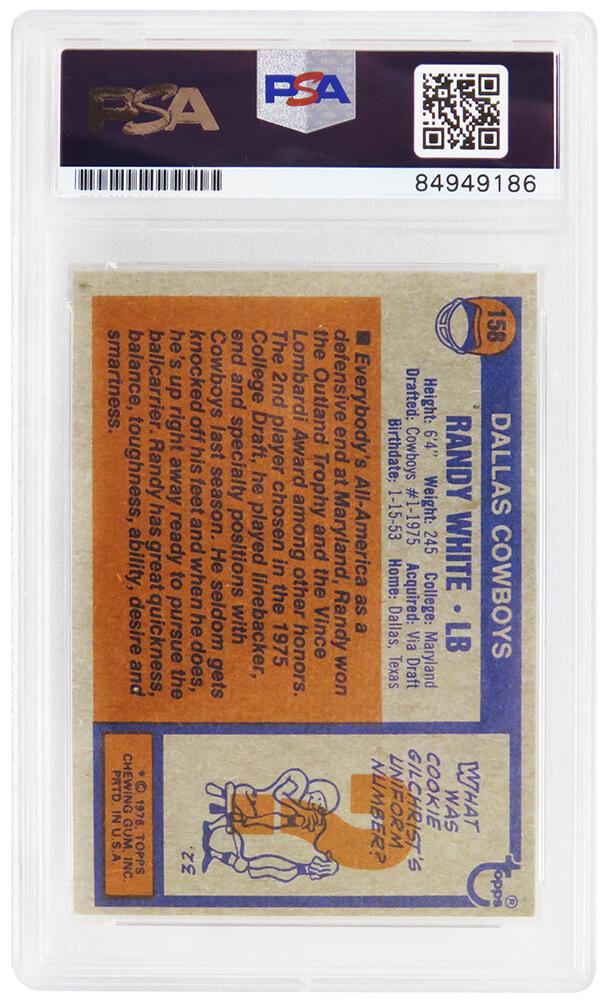 PSA
PSA
84949186
158
DALLAS COWBOYS
RANDY WHITE • LB
Height: 6'4" Weight: 245 College: Maryland
Drafted: Cowboys #1-1975 Acquired: Via Draft
Birthdate: 1-15-53 Home: Dallas, Texas
■ Everybody's All-America as a
defensive end at Maryland, Randy won
the Outland Trophy and the Vince
Lombardi Award among other honors.
The 2nd player chosen in the 1975
College Draft, he played linebacker,
end and specialty positions with
Cowboys last season. He seldom gets
knocked off his feet and when he does,
he's up right away ready to pursue the
ballcarrier. Randy has great quickness,
balance, toughness, ability, desire and
smartness.
topps®
WHAT
WAS
COOKIE
GILCHRIST'S
UNIFORM
NUMBER?
?
32.
* © 1976, TOPPS
CHEWING GUM, INC.
PRTD. IN U.S.A.